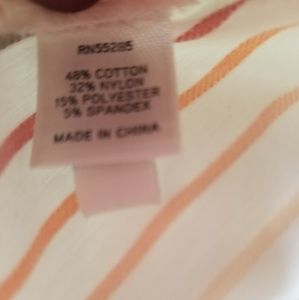 RN55285
48% COTTON
32% NYLON
15% POLYESTER
5% SPANDEX
MADE IN CHINA